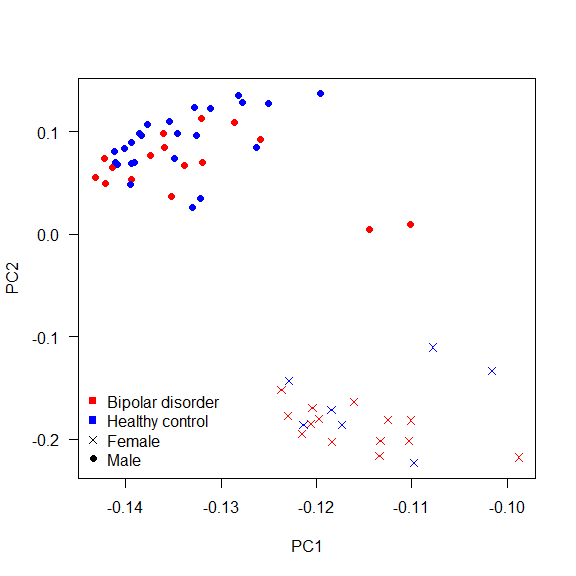 0.1
0.0
-0.1
-0.2
PC2
Bipolar disorder
Healthy control
Female
Male
-0.14 -0.13 -0.12 -0.11 -0.10
PC1